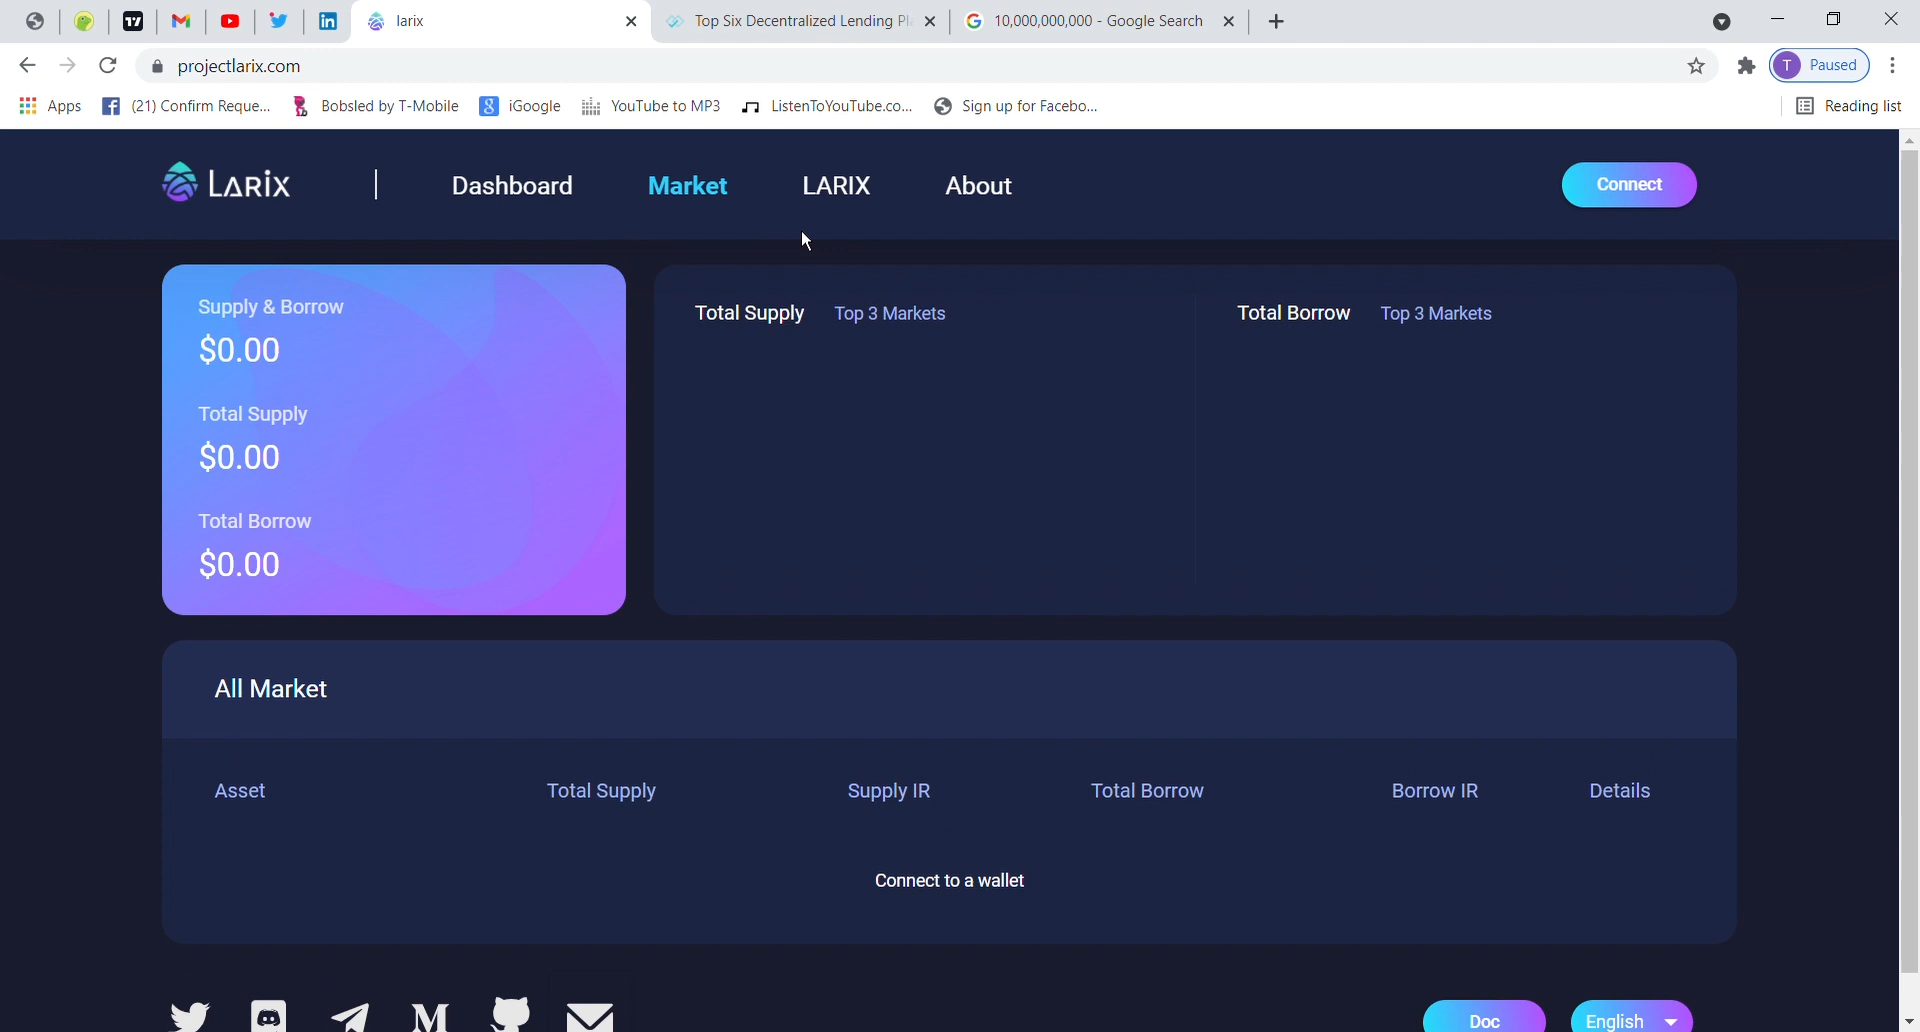 larix
Top Six Decentralized Lending Pl
10,000,000,000 - Google Search
projectlarix.com
T Paused
Apps
(21) Confirm Reque...
Bobsled by T-Mobile
iGoogle
YouTube to MP3
ListenToYouTube.co...
Sign up for Facebo...
Reading list
LARIX
Dashboard
Market
LARIX
About
Connect
Supply & Borrow
$0.00
Total Supply
$0.00
Total Borrow
$0.00
Total Supply Top 3 Markets
Total Borrow Top 3 Markets
All Market
Asset Total Supply Supply IR Total Borrow Borrow IR Details
Connect to a wallet
Doc
English